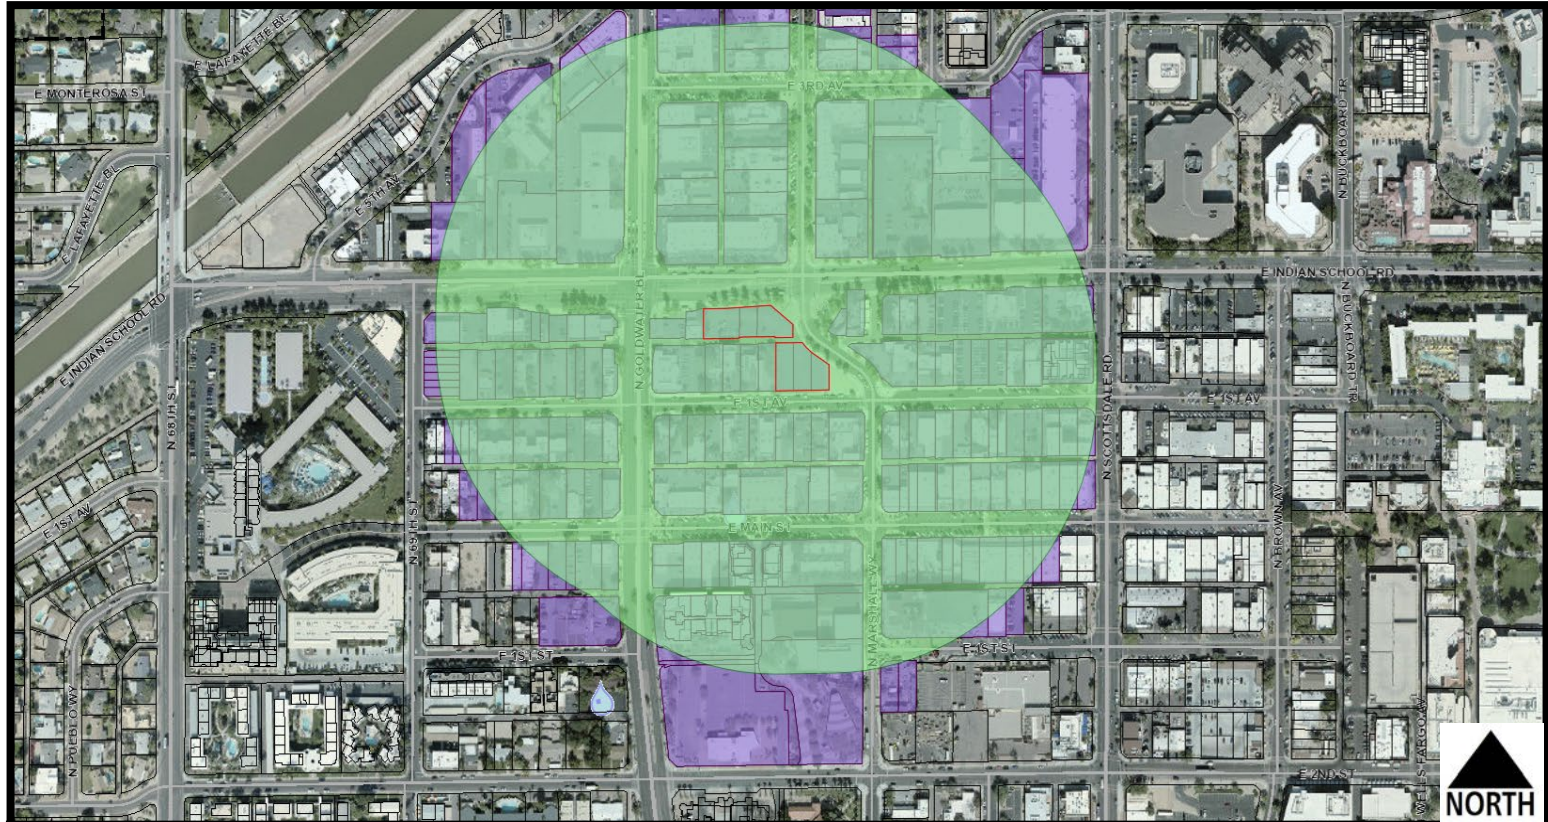 E LAFAYETTE BL
E MONTEROSA ST
E 3RD AV
N BUCKBOARD TR
E LAFAYETTE BL
E 5TH AV
E INDIAN SCHOOL RD
E INDIAN SCHOOL RD
N GOLDWATER BL
N BUCKBOARD TR
N SCOTTSDALE RD
N 68TH ST
E 1ST AV
E 1ST AV
E 1ST AV
N 69TH ST
E MAIN ST
N BROWN AV
N MARSHALL WY
E 1ST ST
E 1ST ST
N PUEBLO WY
WELLS FARGO AV
E 2ND ST
NORTH